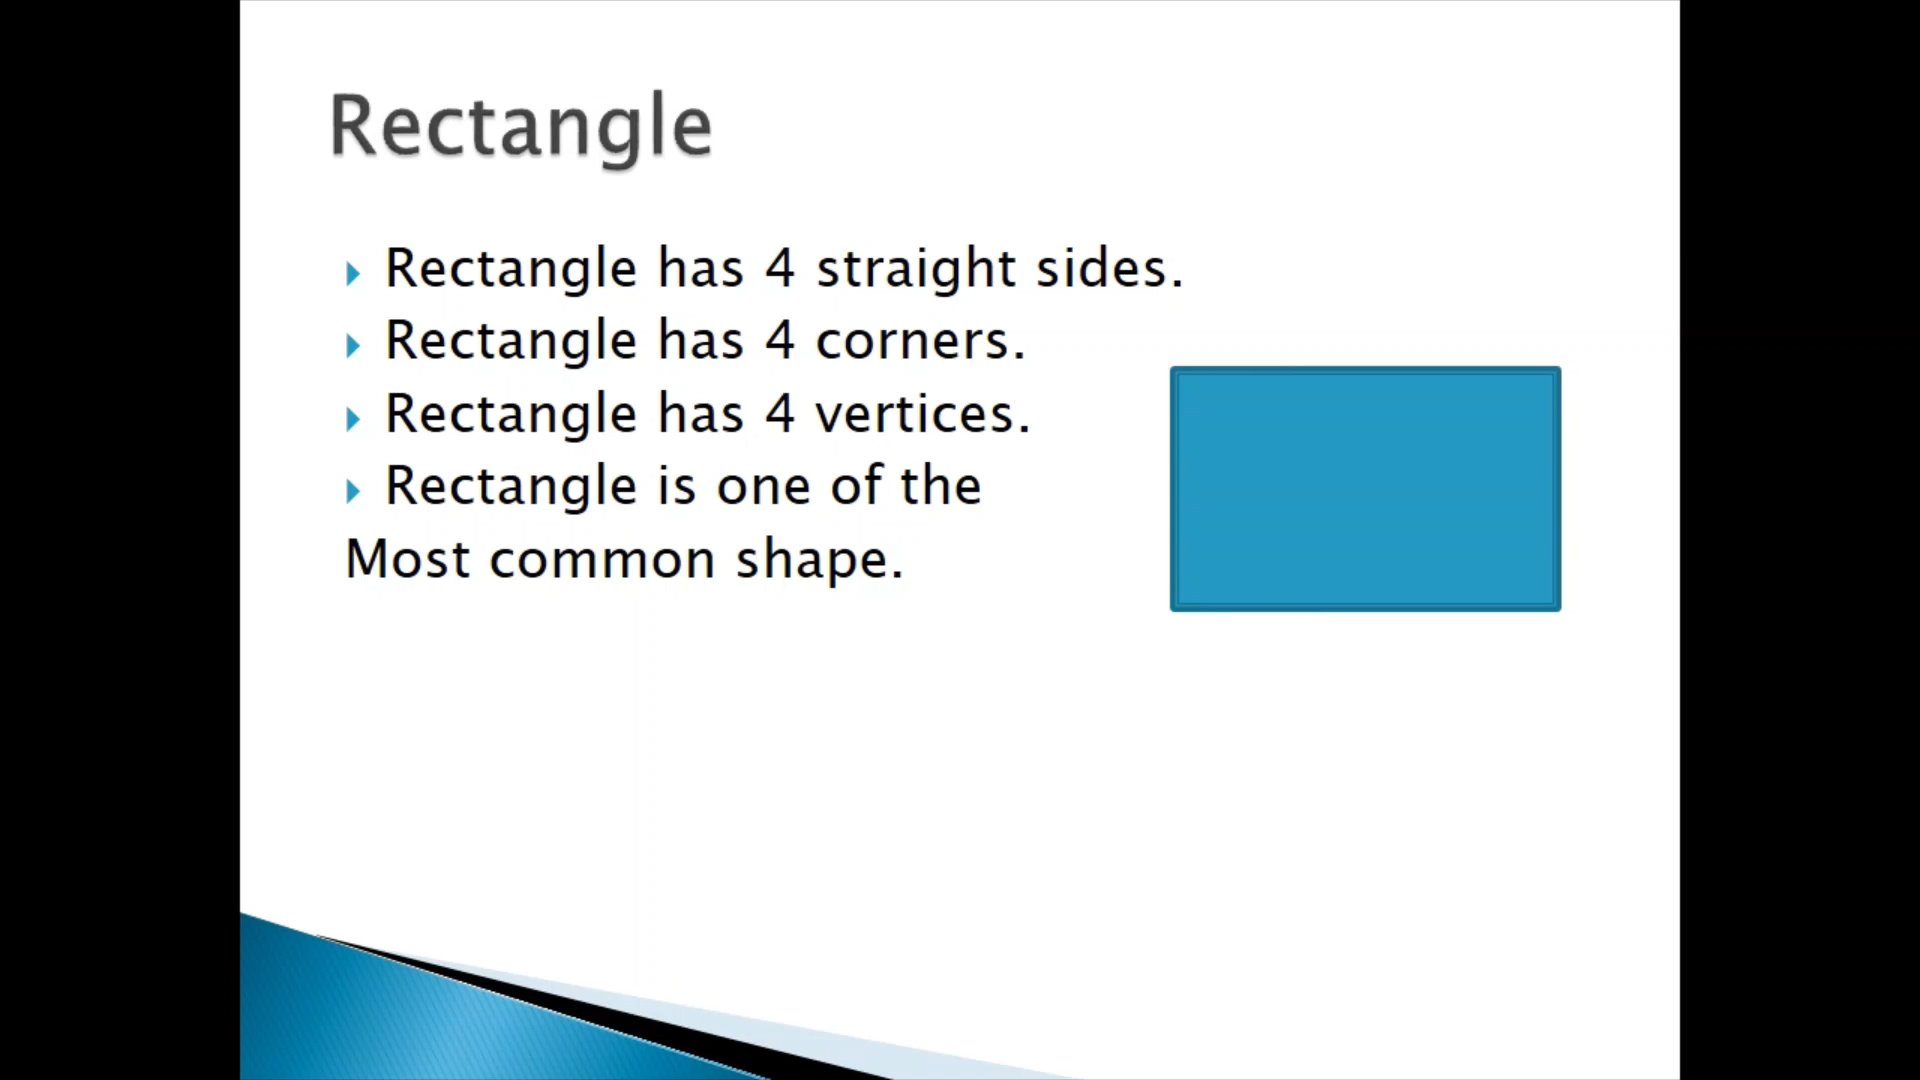 Rectangle
Rectangle has 4 straight sides.
Rectangle has 4 corners.
Rectangle has 4 vertices.
Rectangle is one of the
Most common shape.